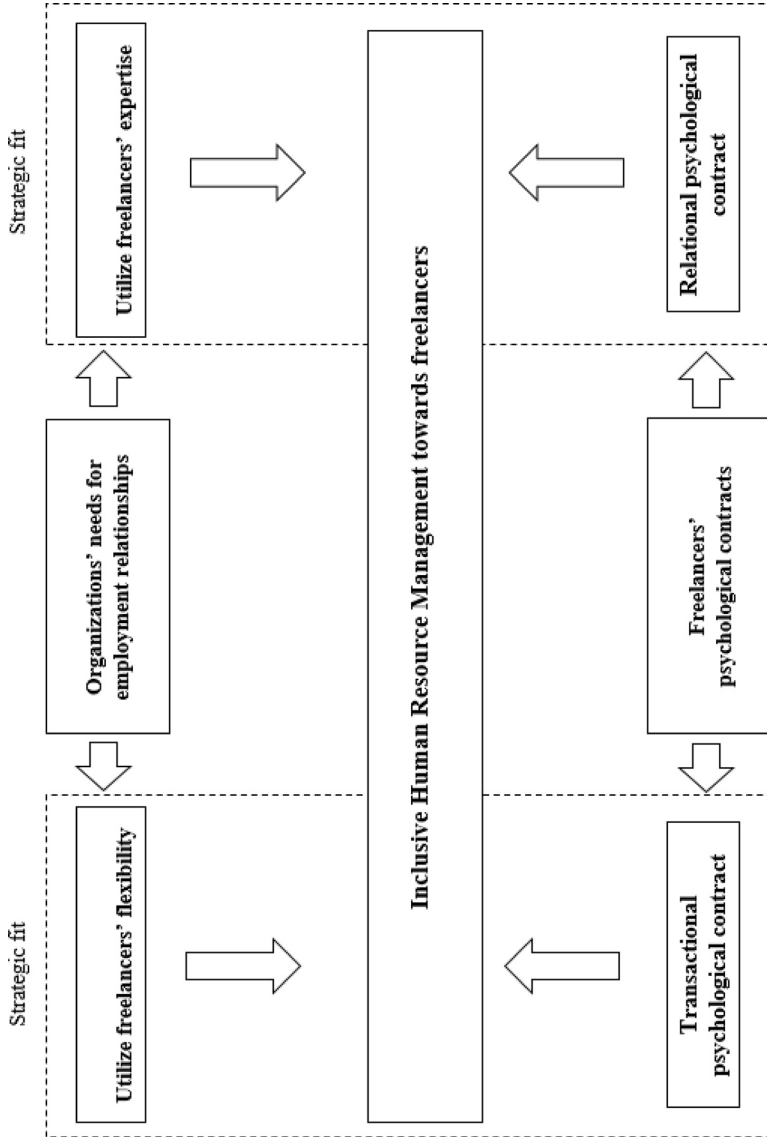 Strategic fit
Strategic fit
Utilize freelancers’ flexibility
Organizations’ needs for
employment relationships
Utilize freelancers’ expertise
Inclusive Human Resource Management towards freelancers
Transactional
psychological contract
Freelancers’
psychological contracts
Relational psychological
contract